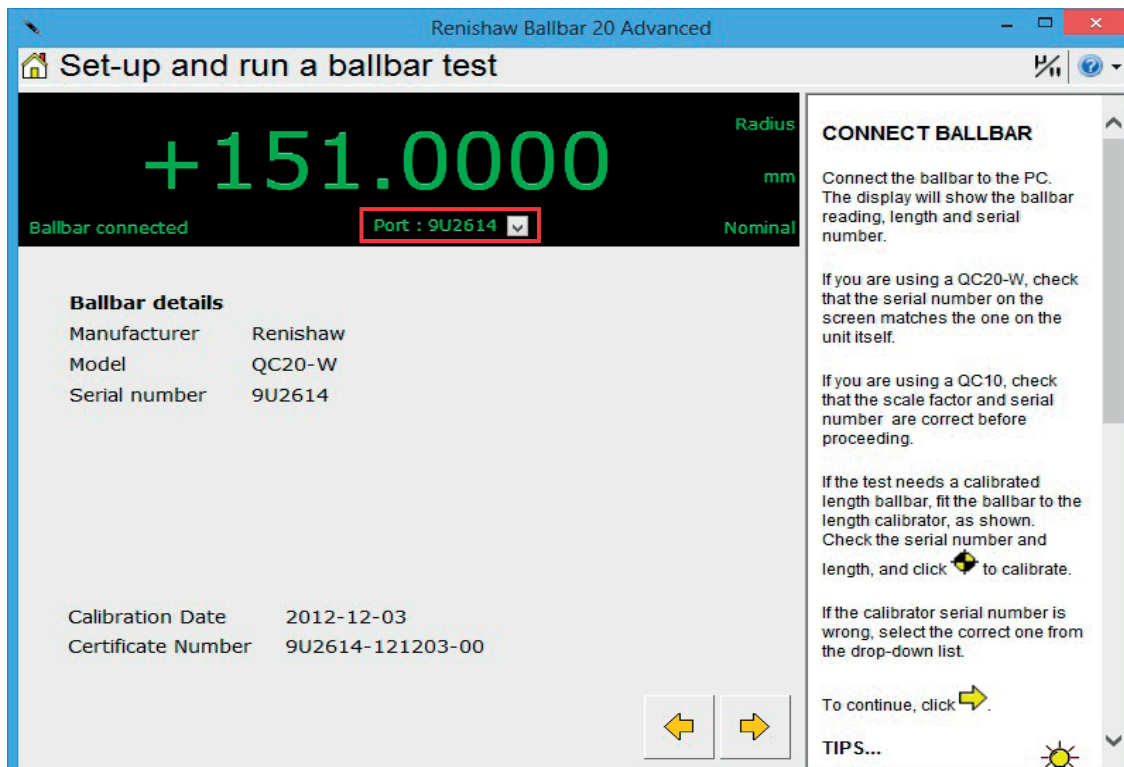 Renishaw Ballbar 20 Advanced
Set-up and run a ballbar test
+151.0000
Radius
mm
Ballbar connected
Port : 9U2614
Nominal
Ballbar details
Manufacturer Renishaw
Model QC20-W
Serial number 9U2614
Calibration Date 2012-12-03
Certificate Number 9U2614-121203-00
CONNECT BALLBAR
Connect the ballbar to the PC.
The display will show the ballbar
reading, length and serial
number.
If you are using a QC20-W, check
that the serial number on the
screen matches the one on the
unit itself.
If you are using a QC10, check
that the scale factor and serial
number are correct before
proceeding.
If the test needs a calibrated
length ballbar, fit the ballbar to the
length calibrator, as shown.
Check the serial number and
length, and click to calibrate.
If the calibrator serial number is
wrong, select the correct one from
the drop-down list.
To continue, click .
TIPS...